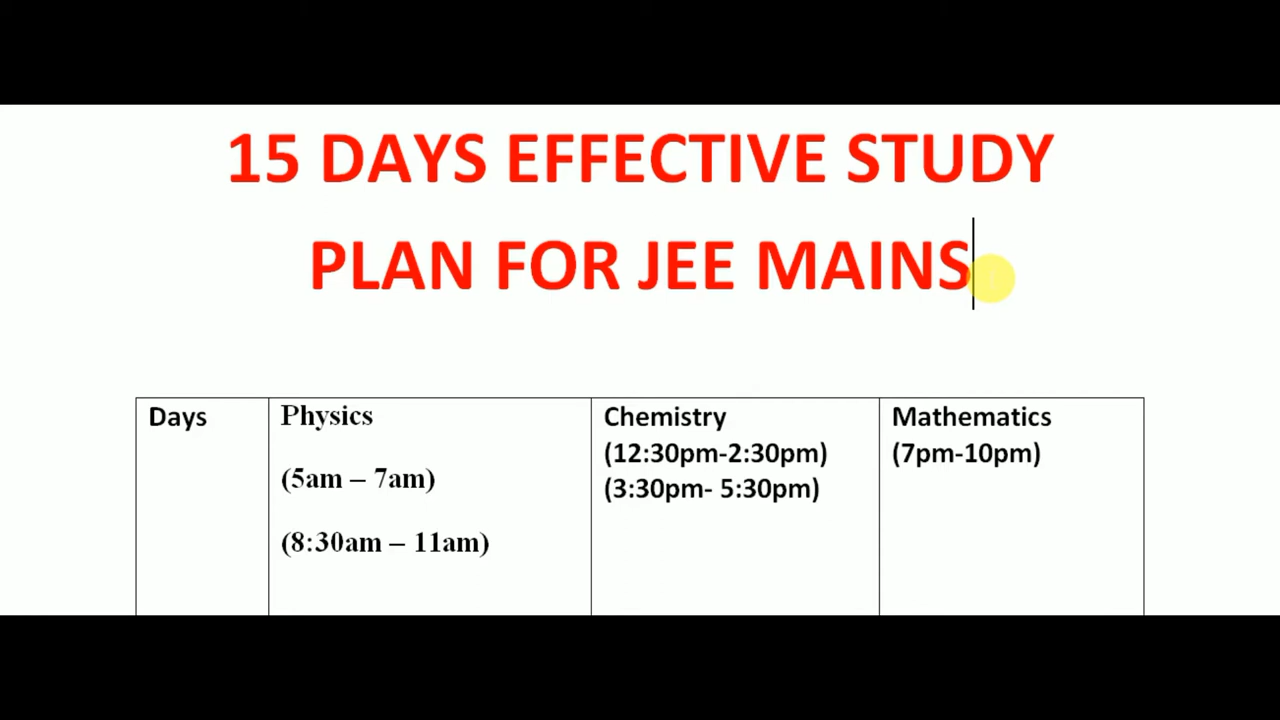 15 DAYS EFFECTIVE STUDY
PLAN FOR JEE MAINS
Days
Physics
(5am – 7am)
(8:30am – 11am)
Chemistry
(12:30pm-2:30pm)
(3:30pm- 5:30pm)
Mathematics
(7pm-10pm)